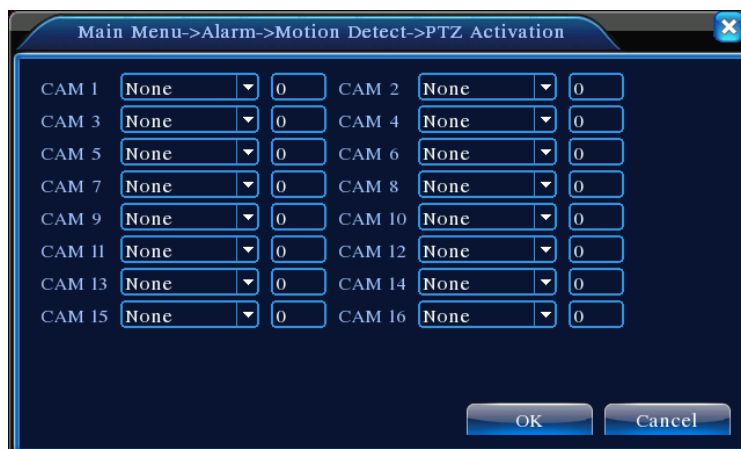 Main Menu->Alarm->Motion Detect->PTZ Activation
CAM 1 None 0 CAM 2 None 0
CAM 3 None 0 CAM 4 None 0
CAM 5 None 0 CAM 6 None 0
CAM 7 None 0 CAM 8 None 0
CAM 9 None 0 CAM 10 None 0
CAM 11 None 0 CAM 12 None 0
CAM 13 None 0 CAM 14 None 0
CAM 15 None 0 CAM 16 None 0
OK Cancel